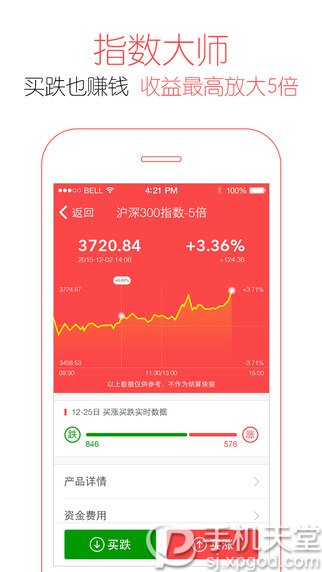 指数大师
买跌也赚钱 收益最高放大5倍
BELL 4:21 PM 100%
返回 沪深300指数-5倍
3720.84 +3.36%
2015-12-02 14:08 +124.36
+0.89%
3724.87 +3.71%
3458.53 -3.71%
09:30 11:30/13:00 15:00
以上数据仅供参考，不作为结算依据
12-25日 买涨买跌实时数据
跌 涨
846 576
产品详情
资金费用
买跌 买涨
手机天堂
sj.xpgod.com